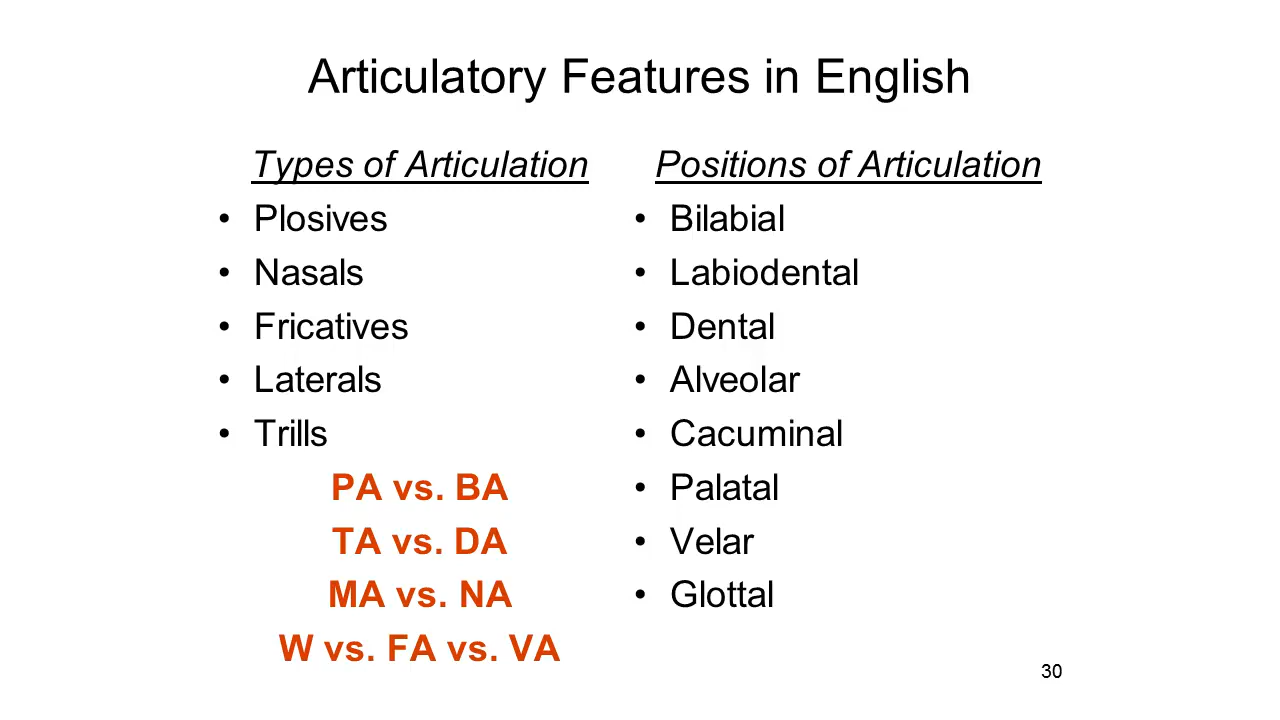 Articulatory Features in English
Types of Articulation
• Plosives
• Nasals
• Fricatives
• Laterals
• Trills
PA vs. BA
TA vs. DA
MA vs. NA
W vs. FA vs. VA
Positions of Articulation
• Bilabial
• Labiodental
• Dental
• Alveolar
• Cacuminal
• Palatal
• Velar
• Glottal
30